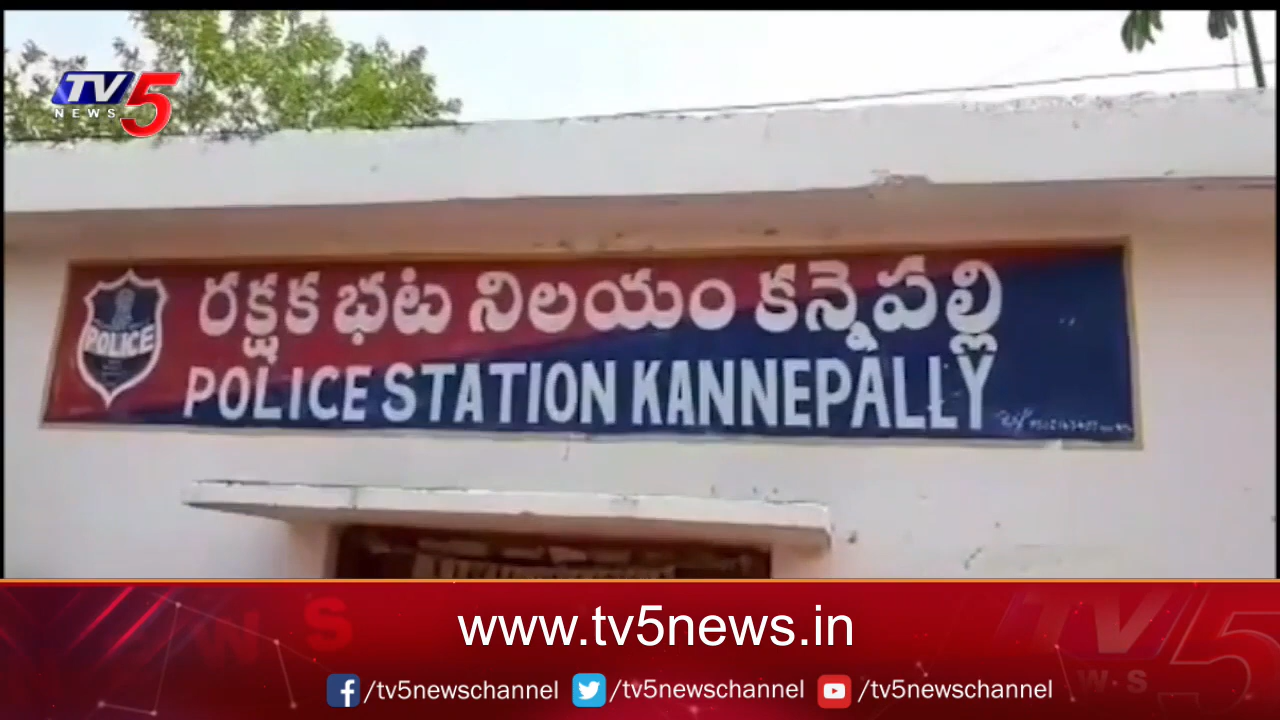 TV5
NEWS
రక్షక భట నిలయం కన్నెపల్లి
POLICE
POLICE STATION KANNEPALLY
www.tv5news.in
/tv5newschannel /tv5newschannel /tv5newschannel